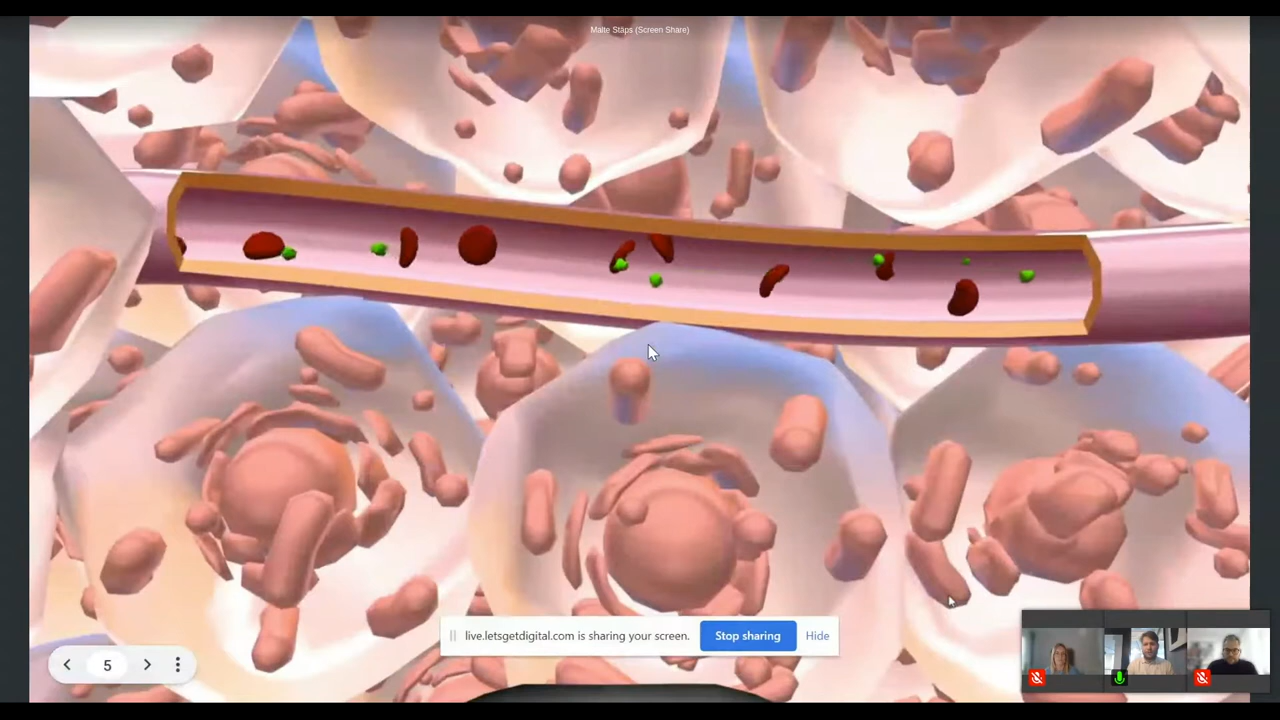 Malte Stäps (Screen Share)
live.letsgetdigital.com is sharing your screen.
Stop sharing
Hide
5